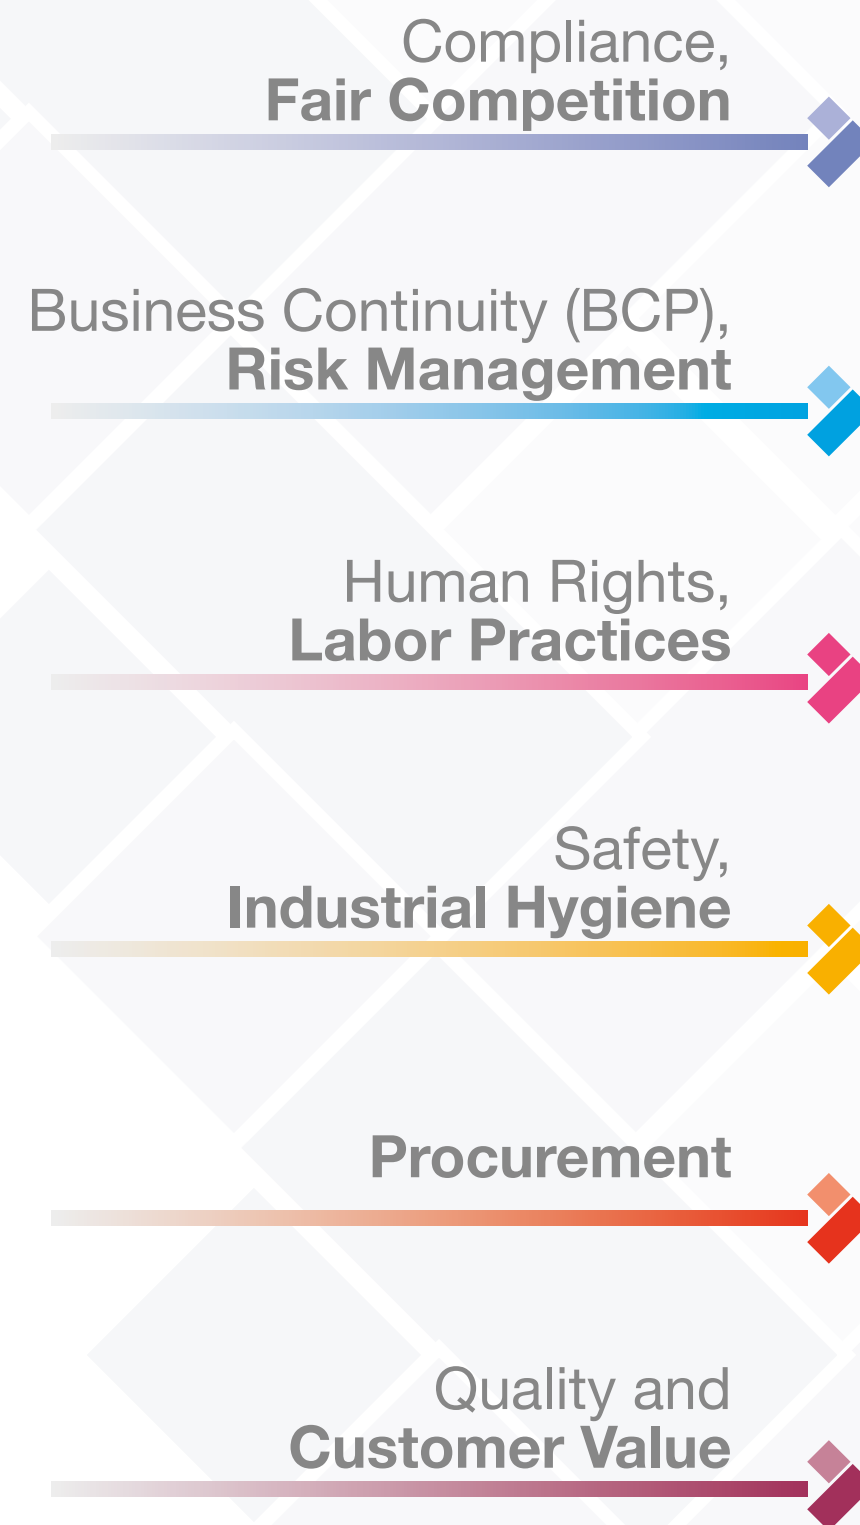 Compliance,
Fair Competition
Business Continuity (BCP),
Risk Management
Human Rights,
Labor Practices
Safety,
Industrial Hygiene
Procurement
Quality and
Customer Value